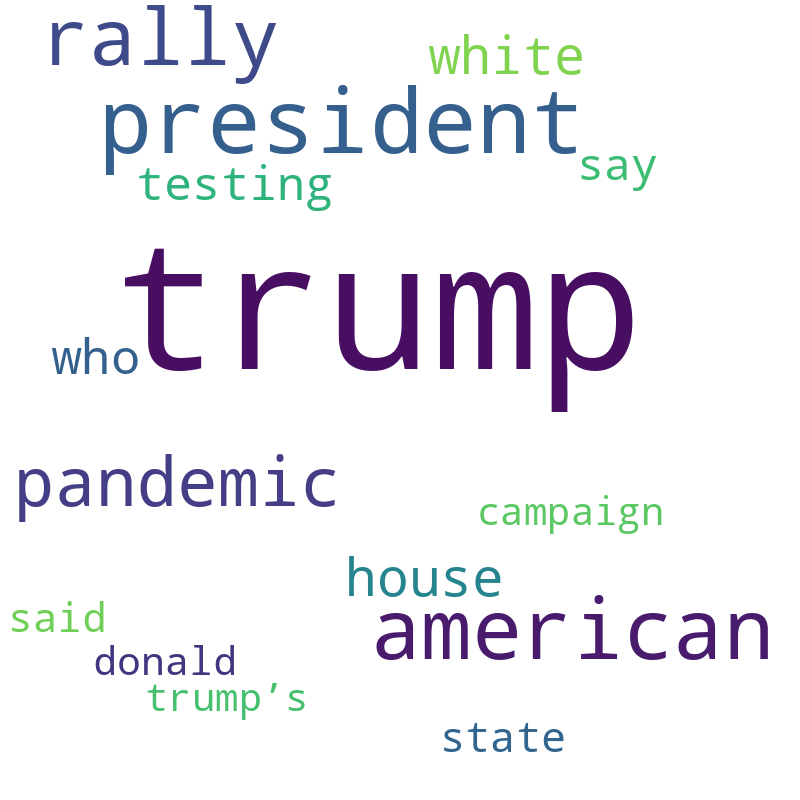 rally
white
president
say
testing
trump
who
pandemic
campaign
house
said
american
donald
trump’s
state